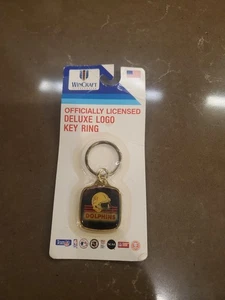 WINCRAFT
OFFICIALLY LICENSED
DELUXE LOGO
KEY RING
DOLPHINS